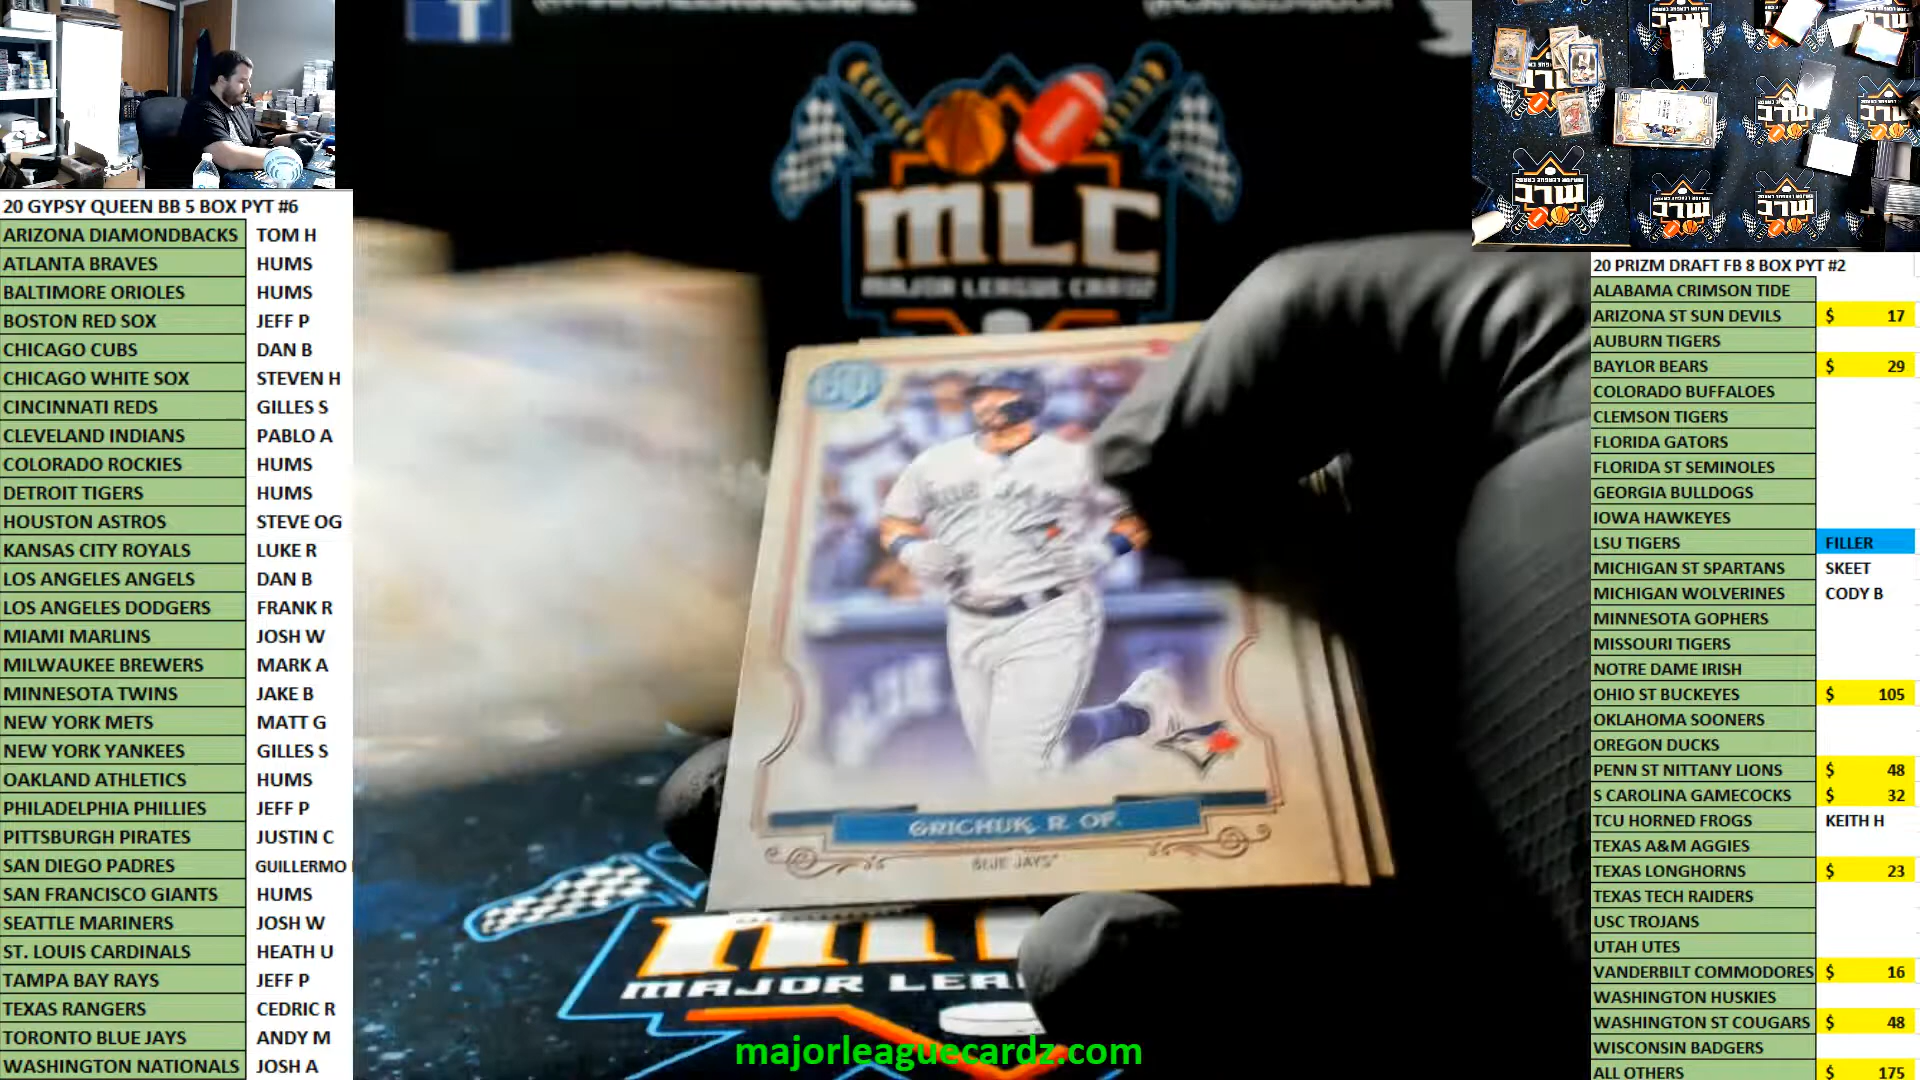 20 GYPSY QUEEN BB 5 BOX PYT #6
ARIZONA DIAMONDBACKS TOM H
ATLANTA BRAVES HUMS
BALTIMORE ORIOLES HUMS
BOSTON RED SOX JEFF P
CHICAGO CUBS DAN B
CHICAGO WHITE SOX STEVEN H
CINCINNATI REDS GILLES S
CLEVELAND INDIANS PABLO A
COLORADO ROCKIES HUMS
DETROIT TIGERS HUMS
HOUSTON ASTROS STEVE OG
KANSAS CITY ROYALS LUKE R
LOS ANGELES ANGELS DAN B
LOS ANGELES DODGERS FRANK R
MIAMI MARLINS JOSH W
MILWAUKEE BREWERS MARK A
MINNESOTA TWINS JAKE B
NEW YORK METS MATT G
NEW YORK YANKEES GILLES S
OAKLAND ATHLETICS HUMS
PHILADELPHIA PHILLIES JEFF P
PITTSBURGH PIRATES JUSTIN C
SAN DIEGO PADRES GUILLERMO
SAN FRANCISCO GIANTS HUMS
SEATTLE MARINERS JOSH W
ST. LOUIS CARDINALS HEATH U
TAMPA BAY RAYS JEFF P
TEXAS RANGERS CEDRIC R
TORONTO BLUE JAYS ANDY M
WASHINGTON NATIONALS JOSH A
MLC
MAJOR LEAGUE CARDZ
GQ
GRICHUK, R. OF.
BLUE JAYS
MAJOR LEA
majorleaguecardz.com
20 PRIZM DRAFT FB 8 BOX PYT #2
ALABAMA CRIMSON TIDE
ARIZONA ST SUN DEVILS $ 17
AUBURN TIGERS
BAYLOR BEARS $ 29
COLORADO BUFFALOES
CLEMSON TIGERS
FLORIDA GATORS
FLORIDA ST SEMINOLES
GEORGIA BULLDOGS
IOWA HAWKEYES
LSU TIGERS FILLER
MICHIGAN ST SPARTANS SKEET
MICHIGAN WOLVERINES CODY B
MINNESOTA GOPHERS
MISSOURI TIGERS
NOTRE DAME IRISH
OHIO ST BUCKEYES $ 105
OKLAHOMA SOONERS
OREGON DUCKS
PENN ST NITTANY LIONS $ 48
S CAROLINA GAMECOCKS $ 32
TCU HORNED FROGS KEITH H
TEXAS A&M AGGIES
TEXAS LONGHORNS $ 23
TEXAS TECH RAIDERS
USC TROJANS
UTAH UTES
VANDERBILT COMMODORES $ 16
WASHINGTON HUSKIES
WASHINGTON ST COUGARS $ 48
WISCONSIN BADGERS
ALL OTHERS $ 175